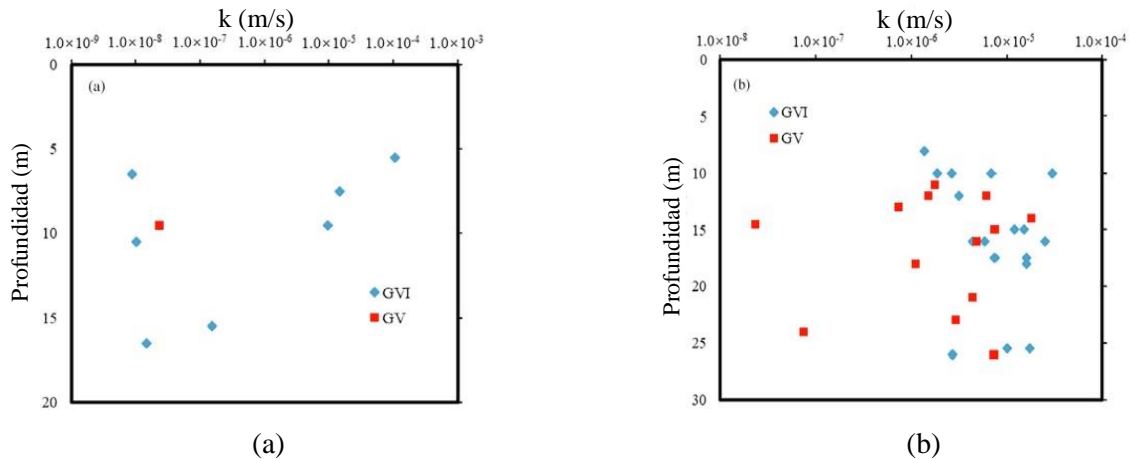 k (m/s)
1.0×10⁻⁹ 1.0×10⁻⁸ 1.0×10⁻⁷ 1.0×10⁻⁶ 1.0×10⁻⁵ 1.0×10⁻⁴ 1.0×10⁻³
0
5
10
15
20
Profundidad (m)
(a)
GVI
GV
(a)
k (m/s)
1.0×10⁻⁸ 1.0×10⁻⁷ 1.0×10⁻⁶ 1.0×10⁻⁵ 1.0×10⁻⁴
0
5
10
15
20
25
30
Profundidad (m)
(b)
GVI
GV
(b)